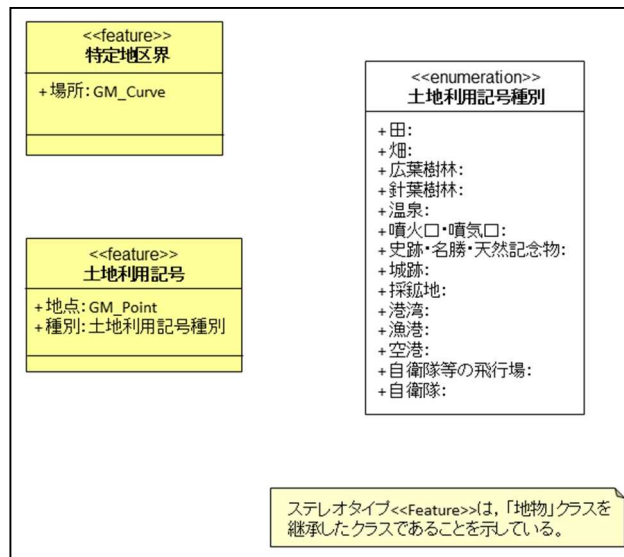 <<feature>>
特定地区界
+場所:GM_Curve
<<feature>>
土地利用記号
+地点:GM_Point
+種別:土地利用記号種別
<<enumeration>>
土地利用記号種別
+田:
+畑:
+広葉樹林:
+針葉樹林:
+温泉:
+噴火口・噴気口:
+史跡・名勝・天然記念物:
+城跡:
+採鉱地:
+港湾:
+漁港:
+空港:
+自衛隊等の飛行場:
+自衛隊:
ステレオタイプ<<Feature>>は,「地物」クラスを
継承したクラスであることを示している。